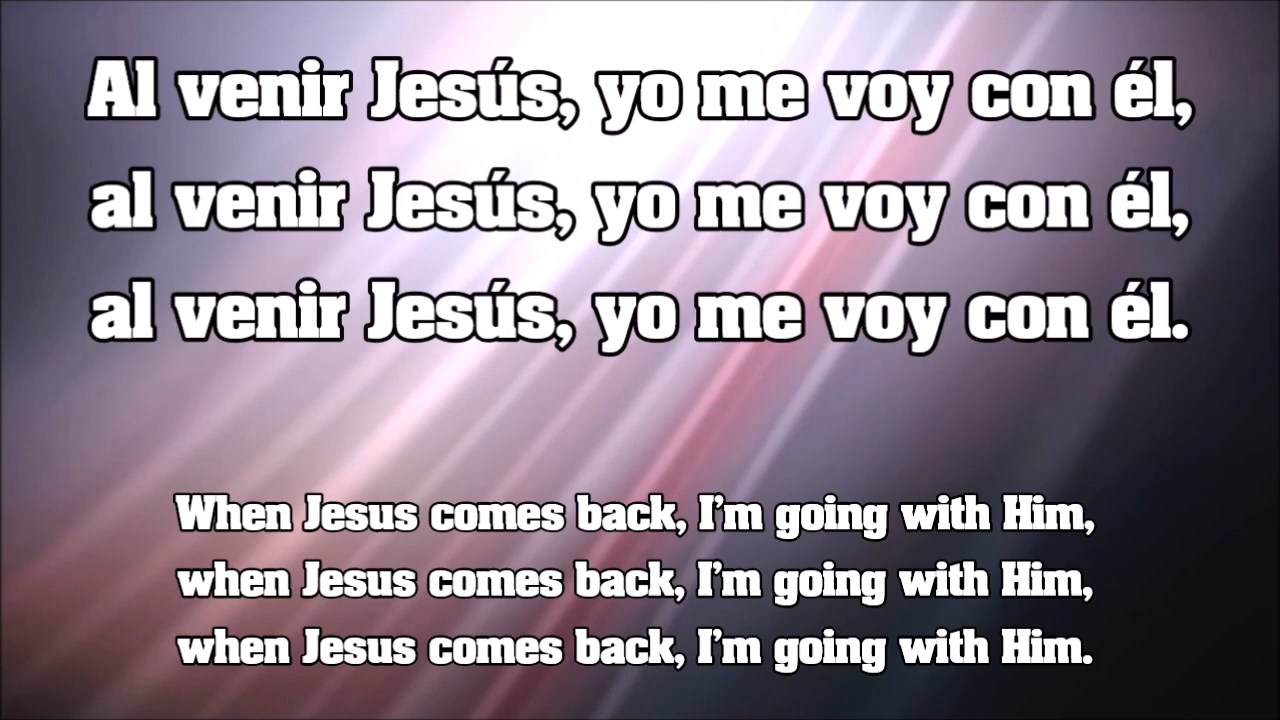 Al venir Jesús, yo me voy con él,
al venir Jesús, yo me voy con él,
al venir Jesús, yo me voy con él.
When Jesus comes back, I'm going with Him,
when Jesus comes back, I'm going with Him,
when Jesus comes back, I'm going with Him.